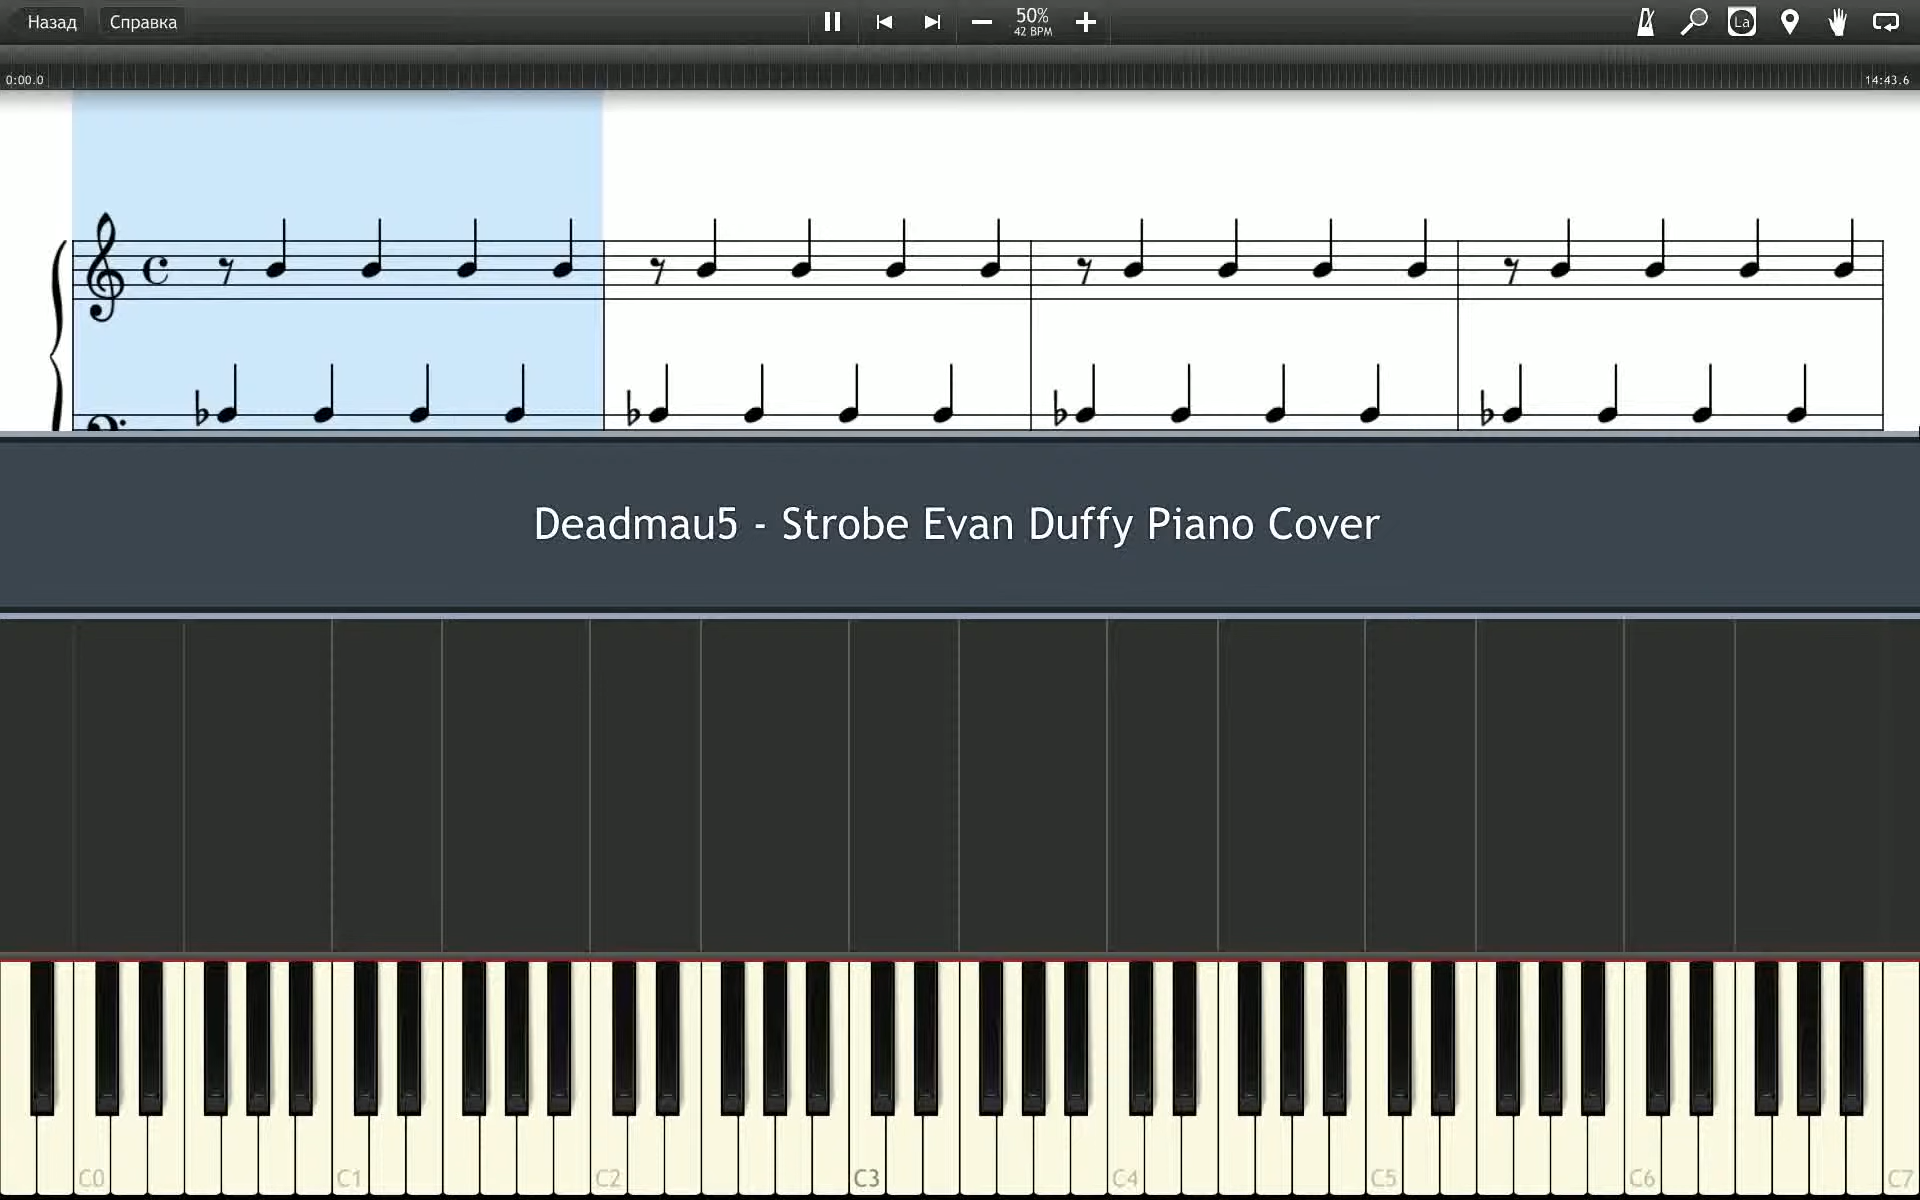 Назад Справка 50%
42 BPM La
0:00.0 14:43.6
Deadmau5 - Strobe Evan Duffy Piano Cover
C0 C1 C2 C3 C4 C5 C6 C7